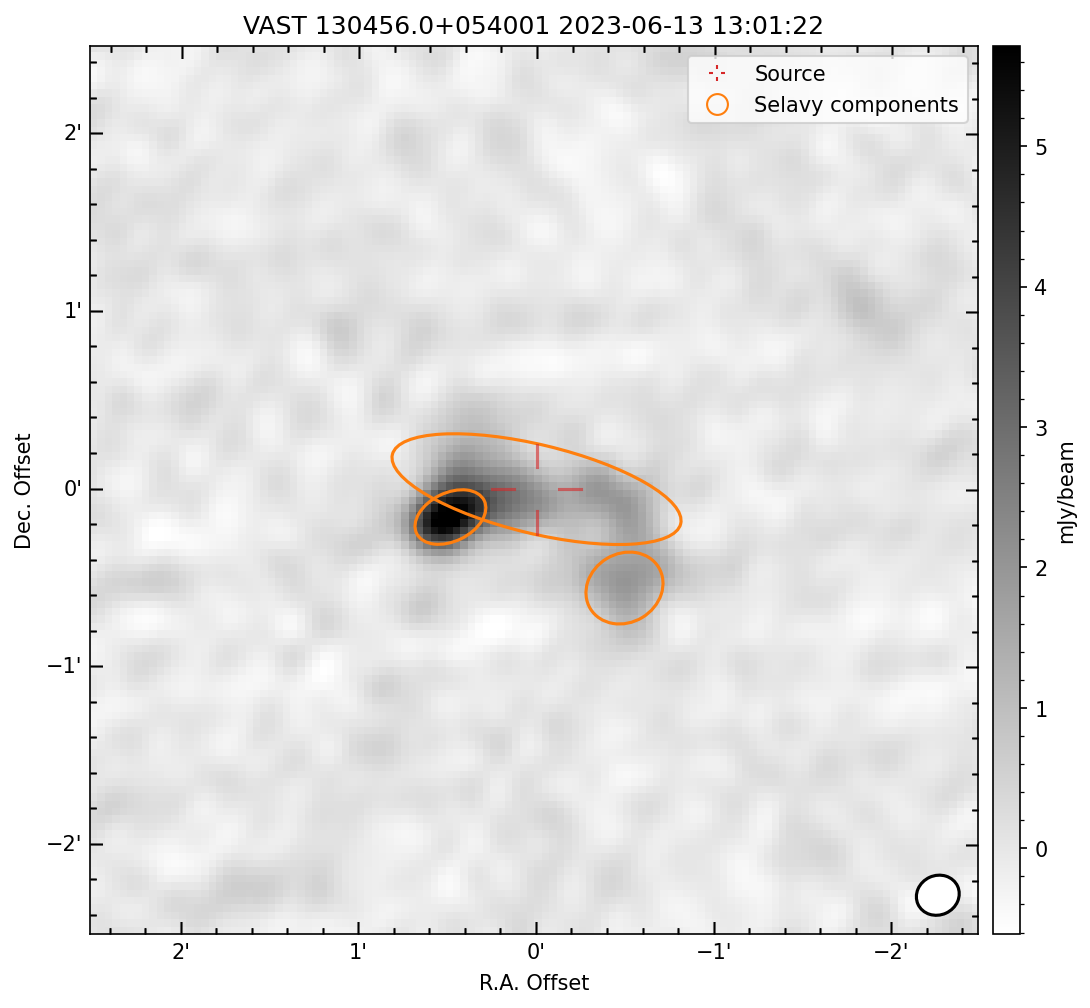 VAST 130456.0+054001 2023-06-13 13:01:22
Source
Selavy components
2'
1'
0'
−1'
−2'
Dec. Offset
2'
1'
0'
−1'
−2'
R.A. Offset
5
4
3
2
1
0
mJy/beam